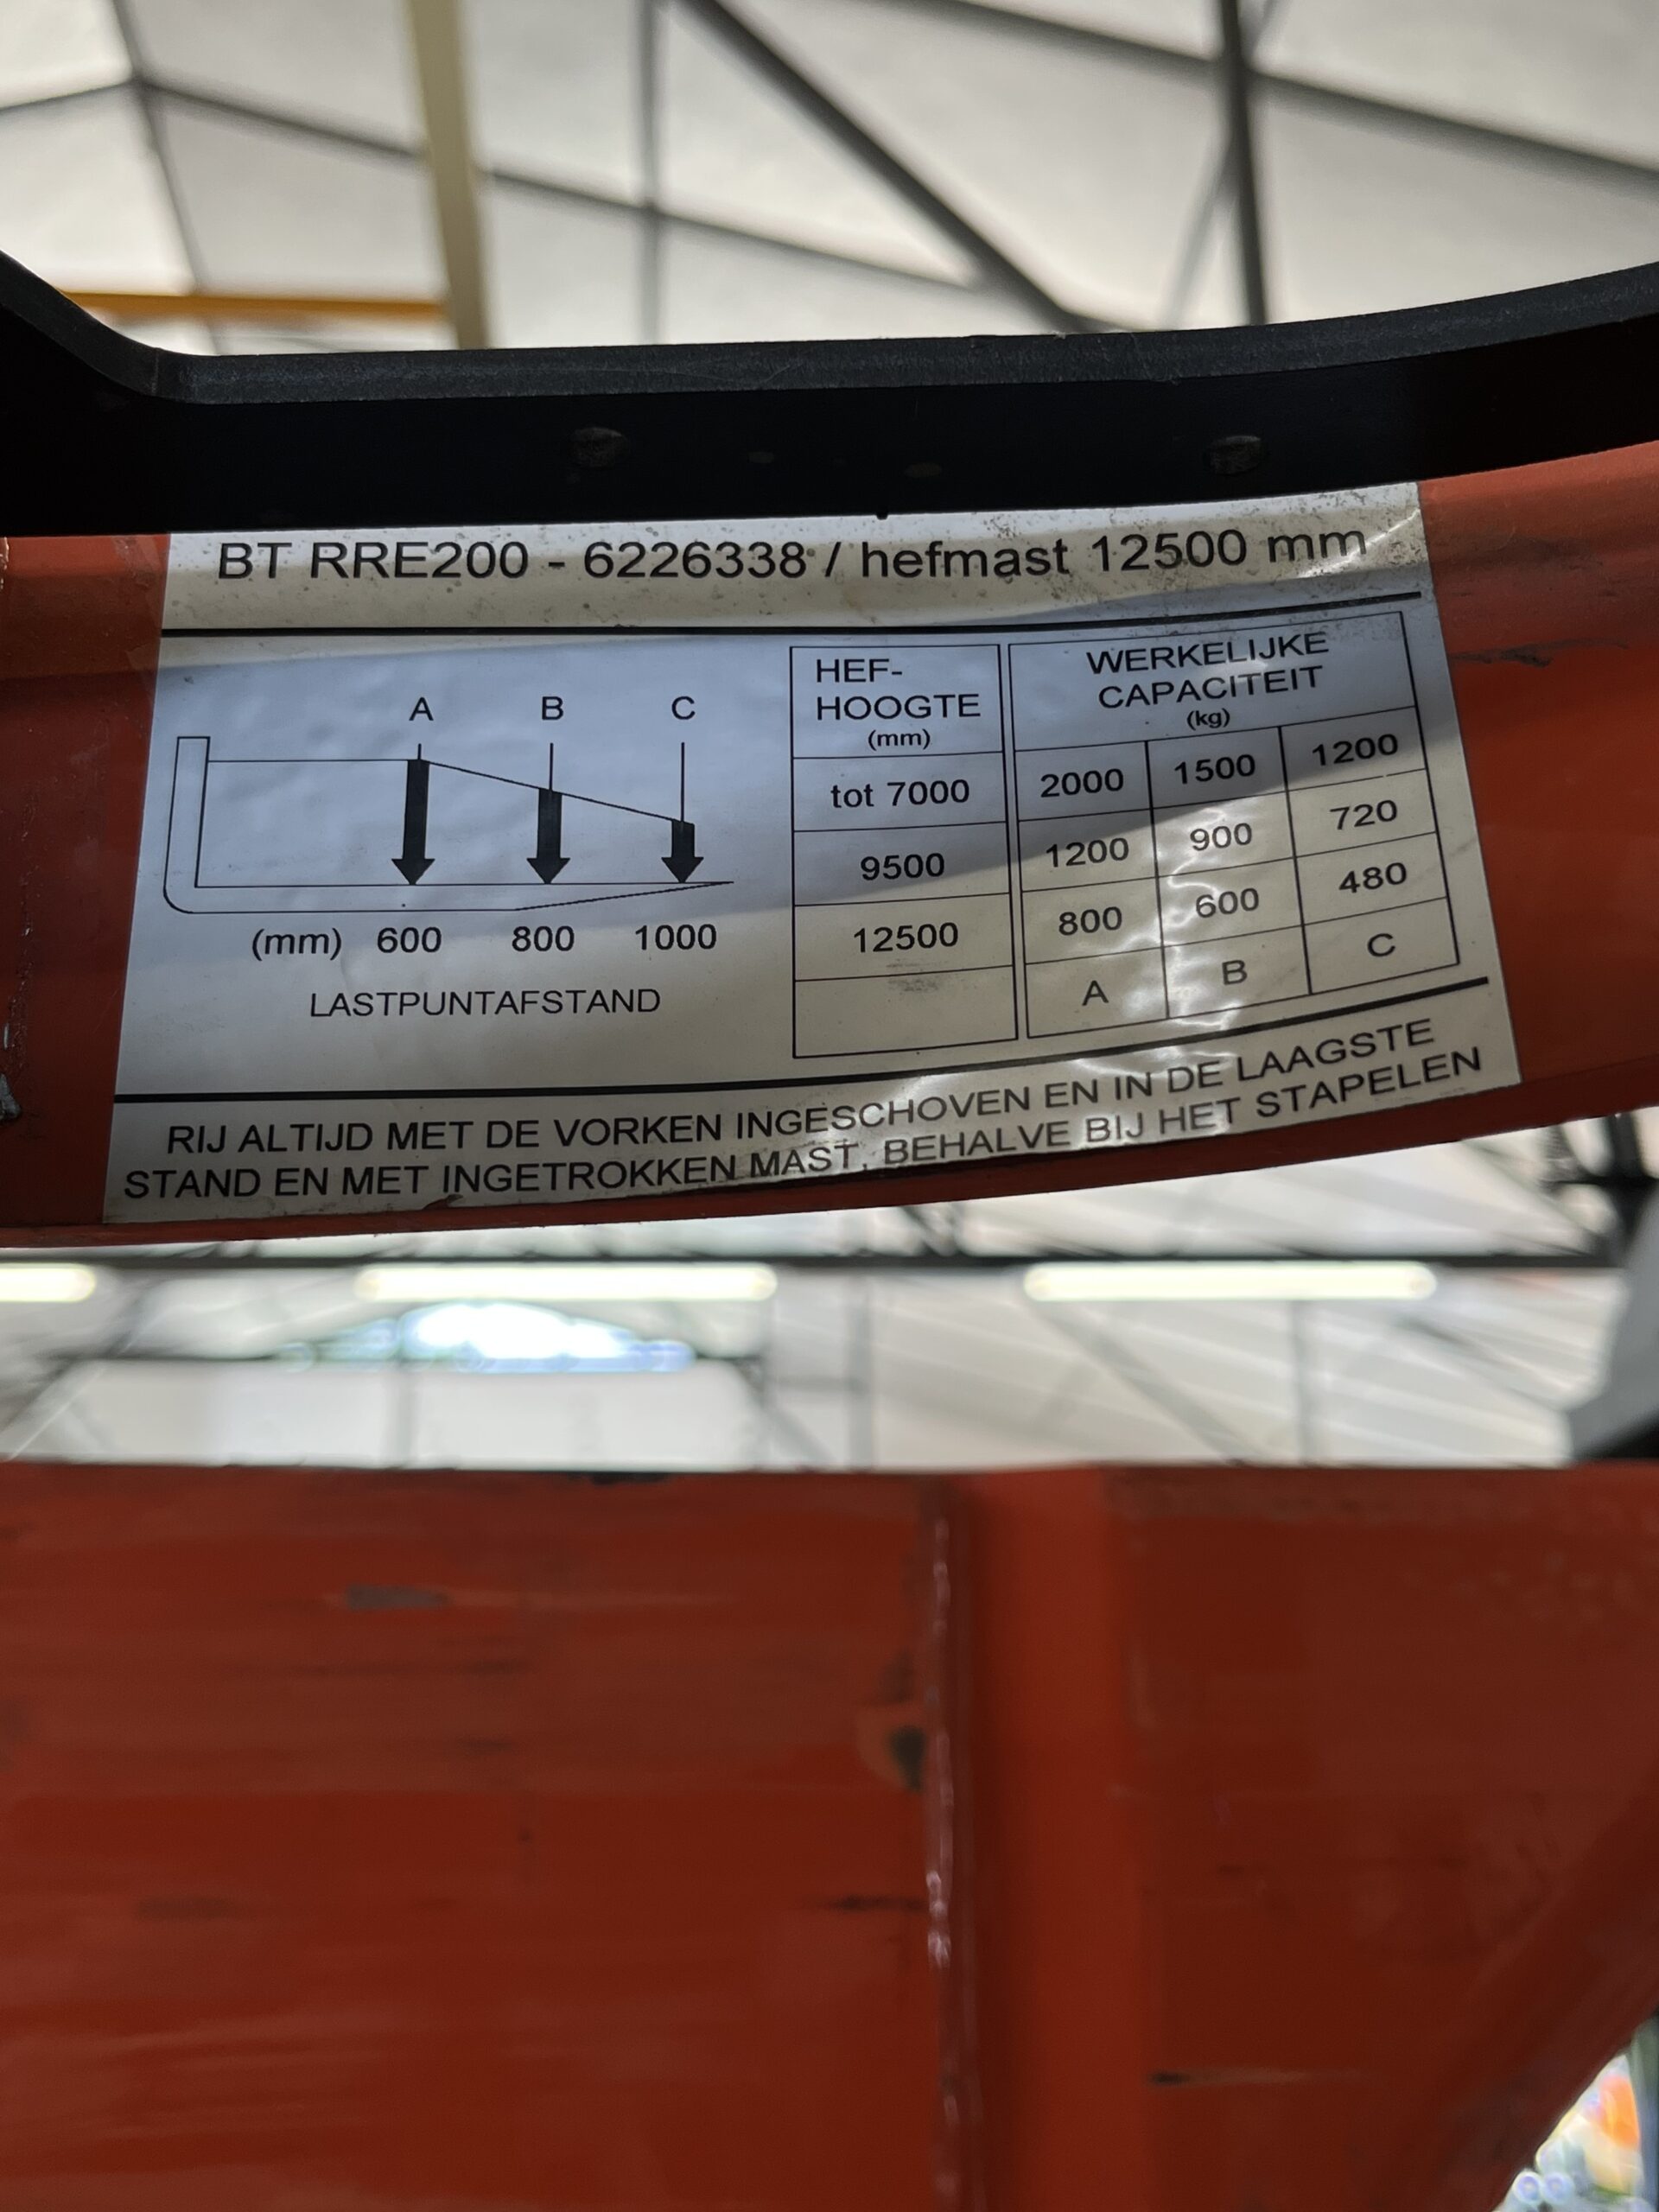 BT RRE200 - 6226338 / hefmast 12500 mm
A B C
(mm) 600 800 1000
LASTPUNTAFSTAND
HEF-
HOOGTE
(mm)
WERKELIJKE
CAPACITEIT
(kg)
tot 7000 2000 1500 1200
9500 1200 900 720
12500 800 600 480
A B C
RIJ ALTIJD MET DE VORKEN INGESCHOVEN EN IN DE LAAGSTE
STAND EN MET INGETROKKEN MAST, BEHALVE BIJ HET STAPELEN